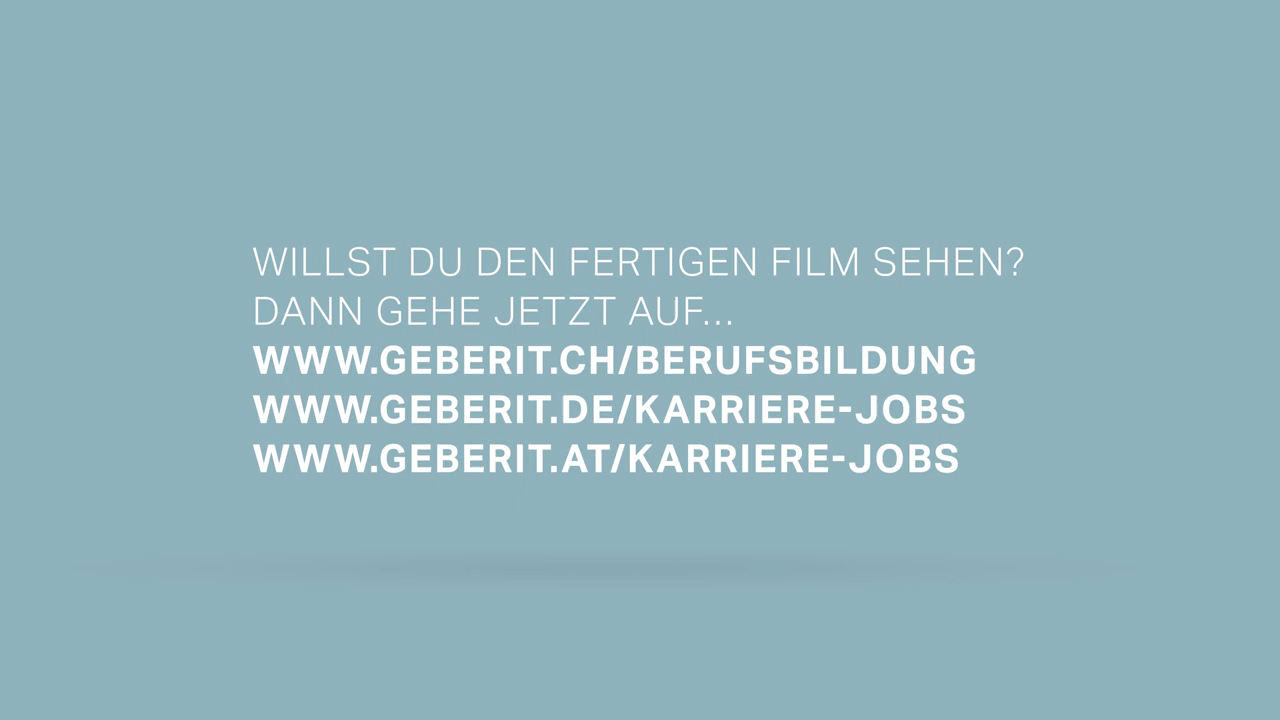 WILLST DU DEN FERTIGEN FILM SEHEN?
DANN GEHE JETZT AUF...
WWW.GEBERIT.CH/BERUFSBILDUNG
WWW.GEBERIT.DE/KARRIERE-JOBS
WWW.GEBERIT.AT/KARRIERE-JOBS